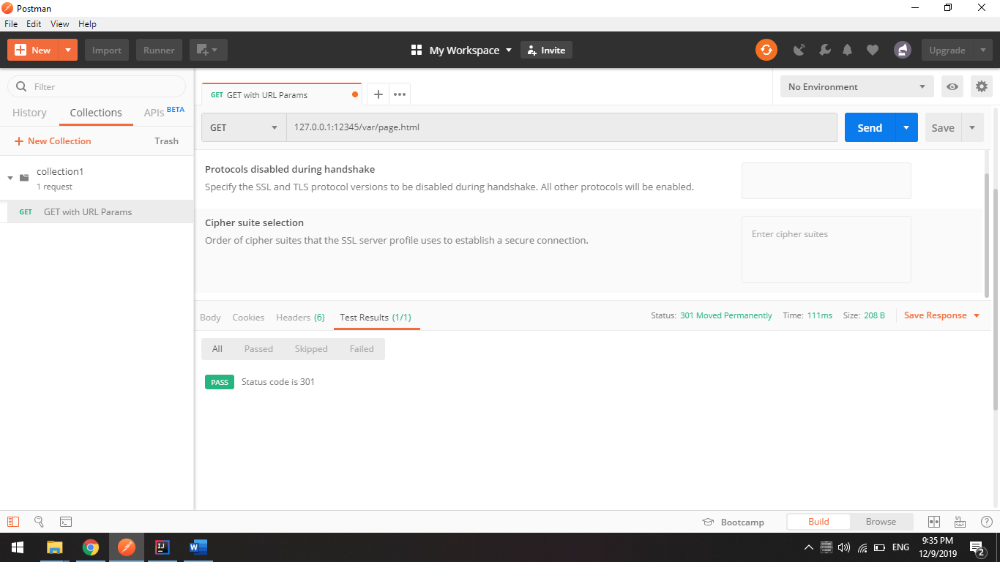 Postman
File Edit View Help
New Import Runner My Workspace Invite Upgrade
Filter
History Collections APIs BETA
New Collection Trash
collection1
1 request
GET GET with URL Params
GET GET with URL Params
No Environment
GET 127.0.0.1:12345/var/page.html Send Save
Protocols disabled during handshake
Specify the SSL and TLS protocol versions to be disabled during handshake. All other protocols will be enabled.
Cipher suite selection
Order of cipher suites that the SSL server profile uses to establish a secure connection.
Enter cipher suites
Body Cookies Headers (6) Test Results (1/1) Status: 301 Moved Permanently Time: 111ms Size: 208 B Save Response
All Passed Skipped Failed
PASS Status code is 301
Bootcamp Build Browse ?
IJ W ENG 9:35 PM
12/9/2019 2